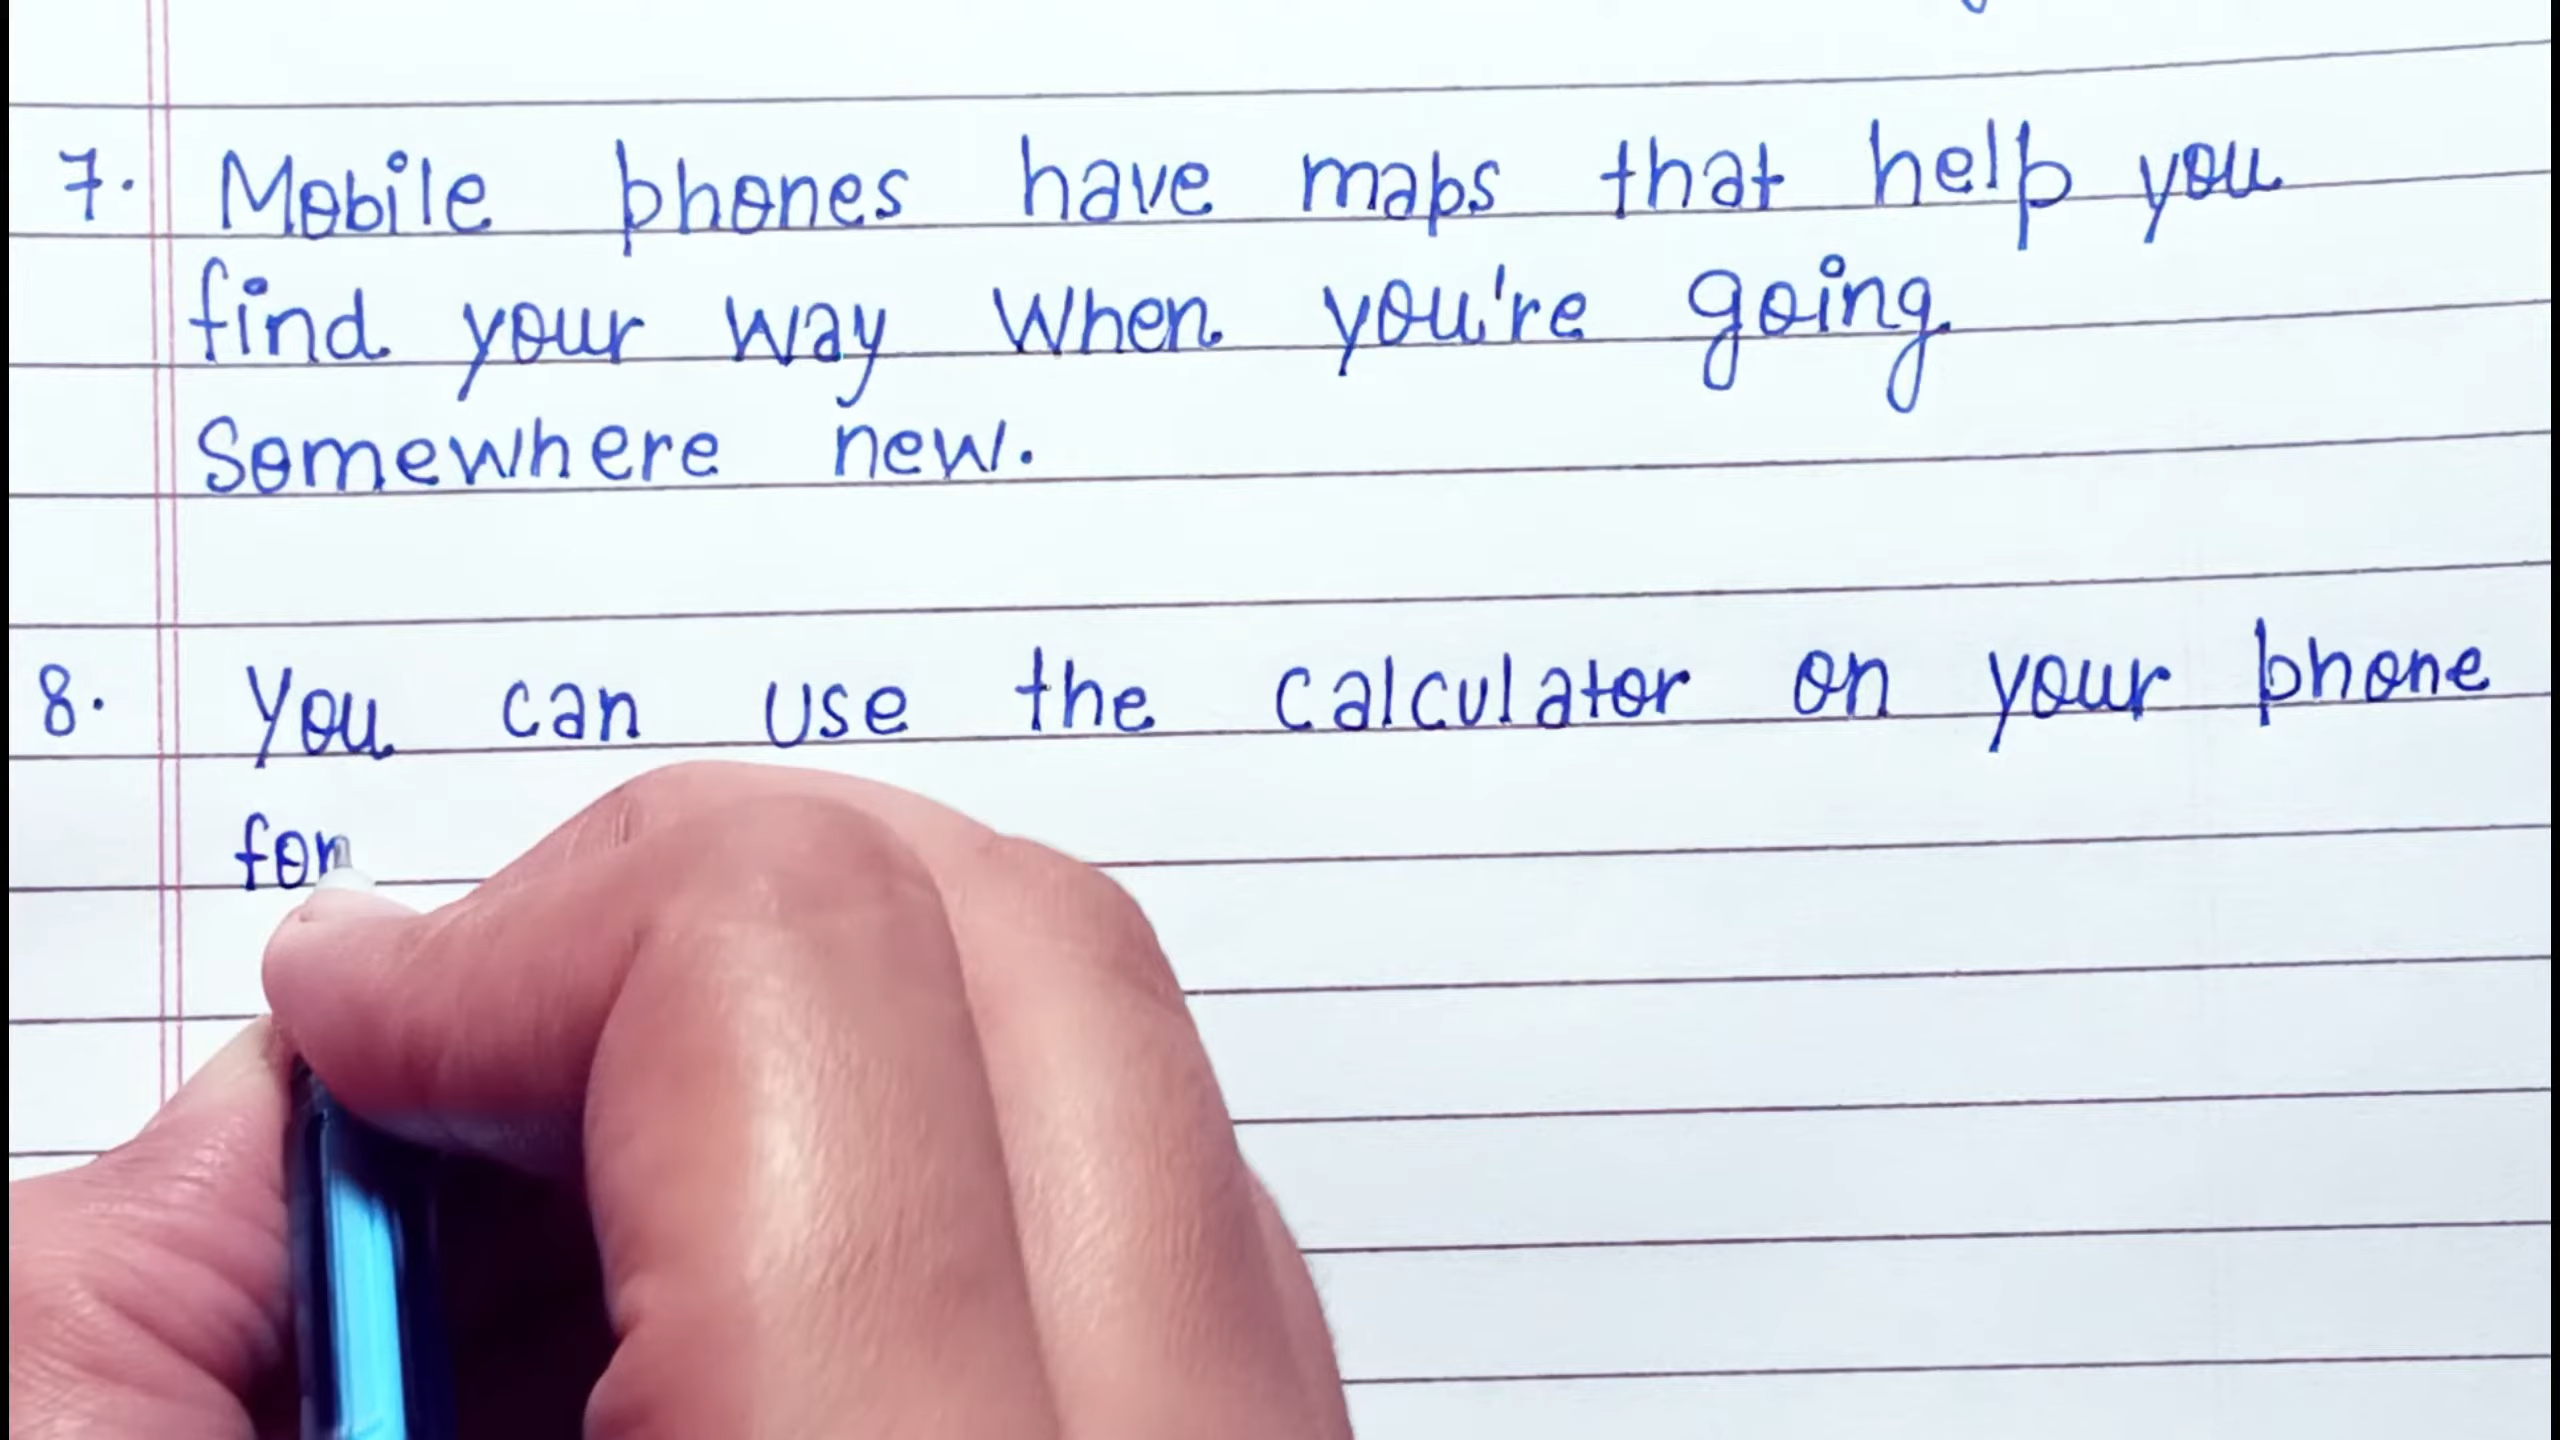 7. Mobile phones have maps that help you
find your way when you're going
Somewhere new.
8. You can use the calculator on your phone
for